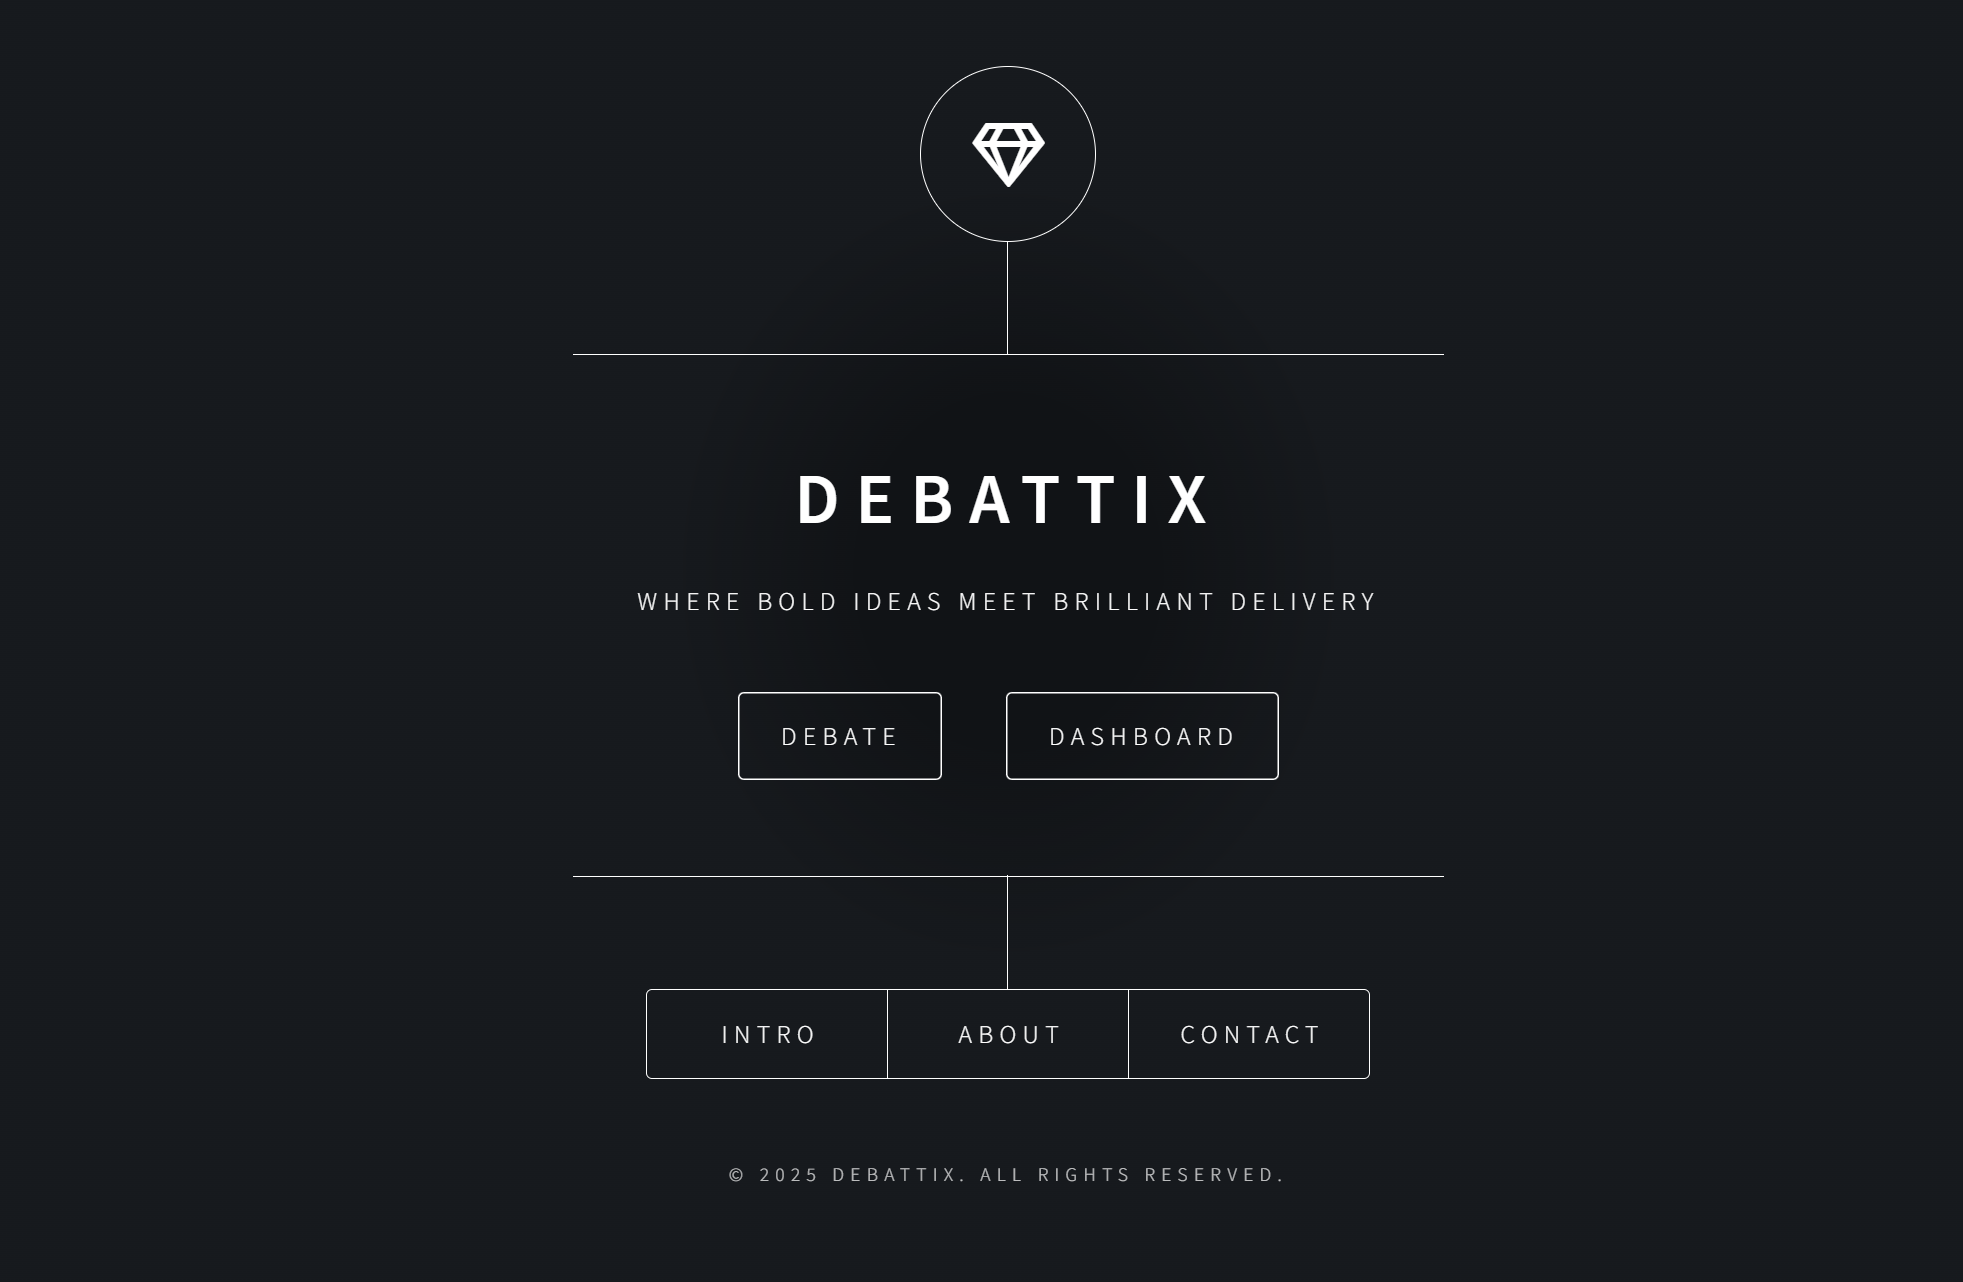 DEBATTIX
WHERE BOLD IDEAS MEET BRILLIANT DELIVERY
DEBATE DASHBOARD
INTRO ABOUT CONTACT
© 2025 DEBATTIX. ALL RIGHTS RESERVED.